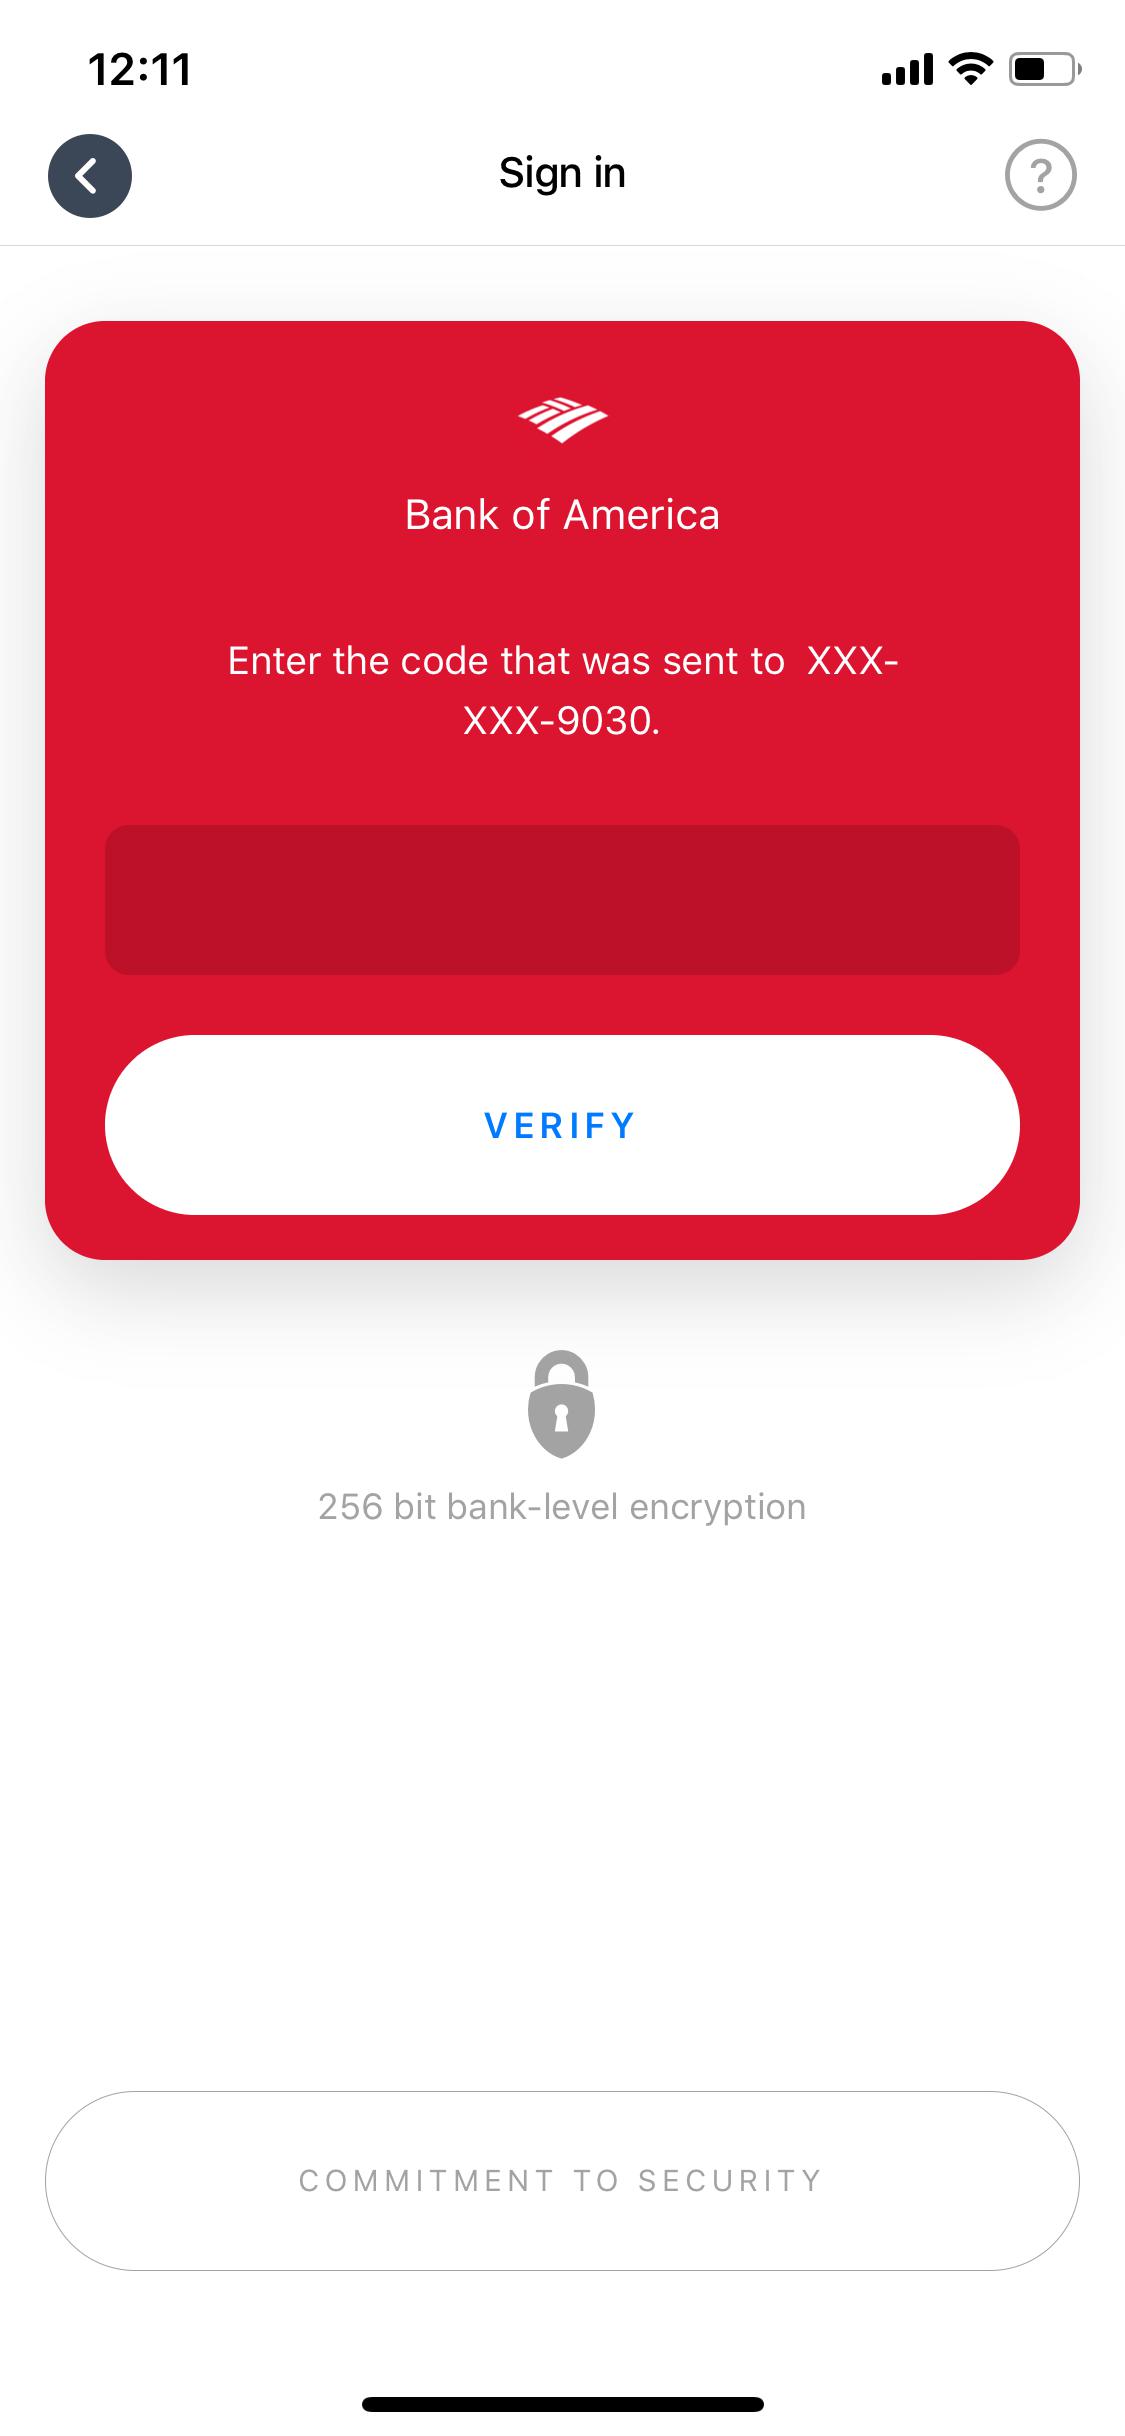 12:11
Sign in
?
Bank of America
Enter the code that was sent to  XXX-
XXX-9030.
VERIFY
256 bit bank-level encryption
COMMITMENT TO SECURITY